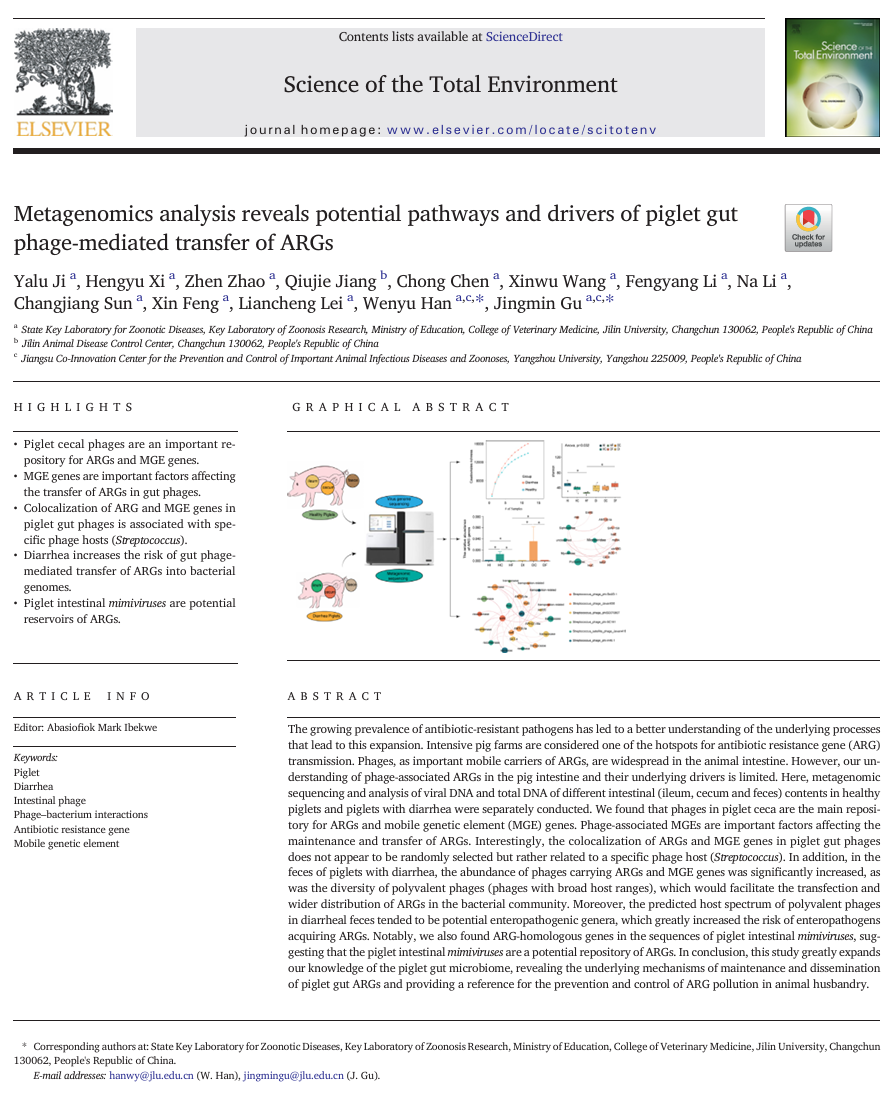 Contents lists available at ScienceDirect
Science of the Total Environment
journal homepage: www.elsevier.com/locate/scitotenv
ELSEVIER
Science of the
Total Environment
Metagenomics analysis reveals potential pathways and drivers of piglet gut
phage-mediated transfer of ARGs
Check for
updates
Yalu Ji a, Hengyu Xi a, Zhen Zhao a, Qiujie Jiang b, Chong Chen a, Xinwu Wang a, Fengyang Li a, Na Li a,
Changjiang Sun a, Xin Feng a, Liancheng Lei a, Wenyu Han a,c,*, Jingmin Gu a,c,*
a State Key Laboratory for Zoonotic Diseases, Key Laboratory of Zoonosis Research, Ministry of Education, College of Veterinary Medicine, Jilin University, Changchun 130062, People's Republic of China
b Jilin Animal Disease Control Center, Changchun 130062, People's Republic of China
c Jiangsu Co-Innovation Center for the Prevention and Control of Important Animal Infectious Diseases and Zoonoses, Yangzhou University, Yangzhou 225009, People's Republic of China
HIGHLIGHTS
• Piglet cecal phages are an important re-
pository for ARGs and MGE genes.
• MGE genes are important factors affecting
the transfer of ARGs in gut phages.
• Colocalization of ARG and MGE genes in
piglet gut phages is associated with spe-
cific phage hosts (Streptococcus).
• Diarrhea increases the risk of gut phage-
mediated transfer of ARGs into bacterial
genomes.
• Piglet intestinal mimiviruses are potential
reservoirs of ARGs.
GRAPHICAL ABSTRACT
Healthy Piglets
Diarrhea Piglets
Virus genome
sequencing
Metagenomic
sequencing
Group
Diarrhea
Healthy
ARTICLE INFO
Editor: Abasiofiok Mark Ibekwe
Keywords:
Piglet
Diarrhea
Intestinal phage
Phage–bacterium interactions
Antibiotic resistance gene
Mobile genetic element
ABSTRACT
The growing prevalence of antibiotic-resistant pathogens has led to a better understanding of the underlying processes
that lead to this expansion. Intensive pig farms are considered one of the hotspots for antibiotic resistance gene (ARG)
transmission. Phages, as important mobile carriers of ARGs, are widespread in the animal intestine. However, our un-
derstanding of phage-associated ARGs in the pig intestine and their underlying drivers is limited. Here, metagenomic
sequencing and analysis of viral DNA and total DNA of different intestinal (ileum, cecum and feces) contents in healthy
piglets and piglets with diarrhea were separately conducted. We found that phages in piglet ceca are the main reposi-
tory for ARGs and mobile genetic element (MGE) genes. Phage-associated MGEs are important factors affecting the
maintenance and transfer of ARGs. Interestingly, the colocalization of ARGs and MGE genes in piglet gut phages
does not appear to be randomly selected but rather related to a specific phage host (Streptococcus). In addition, in the
feces of piglets with diarrhea, the abundance of phages carrying ARGs and MGE genes was significantly increased, as
was the diversity of polyvalent phages (phages with broad host ranges), which would facilitate the transfection and
wider distribution of ARGs in the bacterial community. Moreover, the predicted host spectrum of polyvalent phages
in diarrheal feces tended to be potential enteropathogenic genera, which greatly increased the risk of enteropathogens
acquiring ARGs. Notably, we also found ARG-homologous genes in the sequences of piglet intestinal mimiviruses, sug-
gesting that the piglet intestinal mimiviruses are a potential repository of ARGs. In conclusion, this study greatly expands
our knowledge of the piglet gut microbiome, revealing the underlying mechanisms of maintenance and dissemination
of piglet gut ARGs and providing a reference for the prevention and control of ARG pollution in animal husbandry.
* Corresponding authors at: State Key Laboratory for Zoonotic Diseases, Key Laboratory of Zoonosis Research, Ministry of Education, College of Veterinary Medicine, Jilin University, Changchun
130062, People's Republic of China.
E-mail addresses: hanwy@jlu.edu.cn (W. Han), jingmingu@jlu.edu.cn (J. Gu).